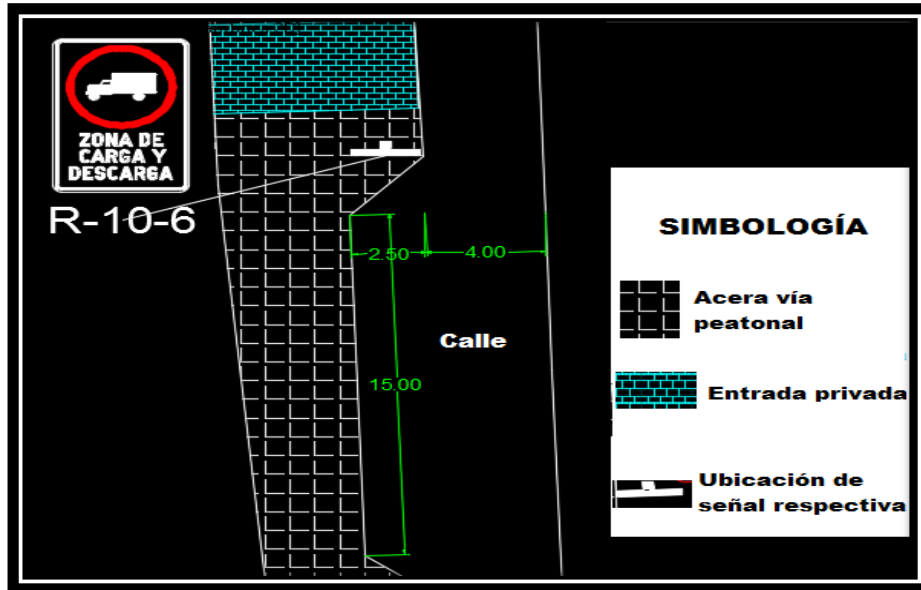 ZONA DE
CARGA Y
DESCARGA
R-10-6
2.50
4.00
Calle
15.00
SIMBOLOGÍA
Acera vía
peatonal
Entrada privada
Ubicación de
señal respectiva